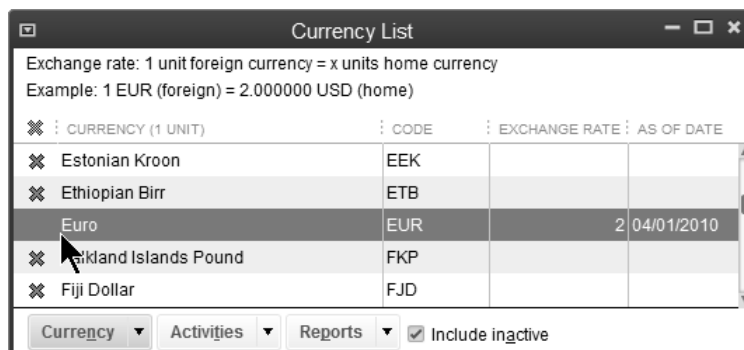 Currency List
Exchange rate: 1 unit foreign currency = x units home currency
Example: 1 EUR (foreign) = 2.000000 USD (home)
CURRENCY (1 UNIT) CODE EXCHANGE RATE AS OF DATE
Estonian Kroon EEK
Ethiopian Birr ETB
Euro EUR 2 04/01/2010
lkland Islands Pound FKP
Fiji Dollar FJD
Currency Activities Reports Include inactive